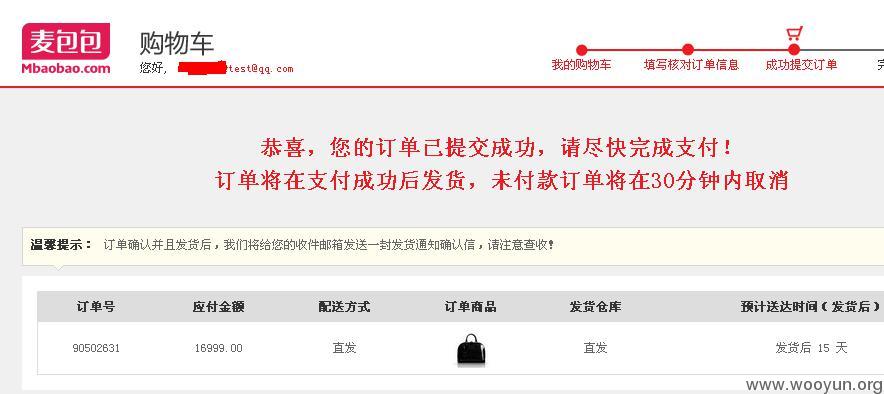 麦包包
Mbaobao.com
购物车
您好, test@qq.com
我的购物车 填写核对订单信息 成功提交订单
恭喜，您的订单已提交成功，请尽快完成支付！
订单将在支付成功后发货，未付款订单将在30分钟内取消
温馨提示： 订单确认并且发货后，我们将给您的收件邮箱发送一封发货通知确认信，请注意查收！
订单号 应付金额 配送方式 订单商品 发货仓库 预计送达时间（发货后）
90502631 16999.00 直发 直发 发货后 15 天
www.wooyun.org